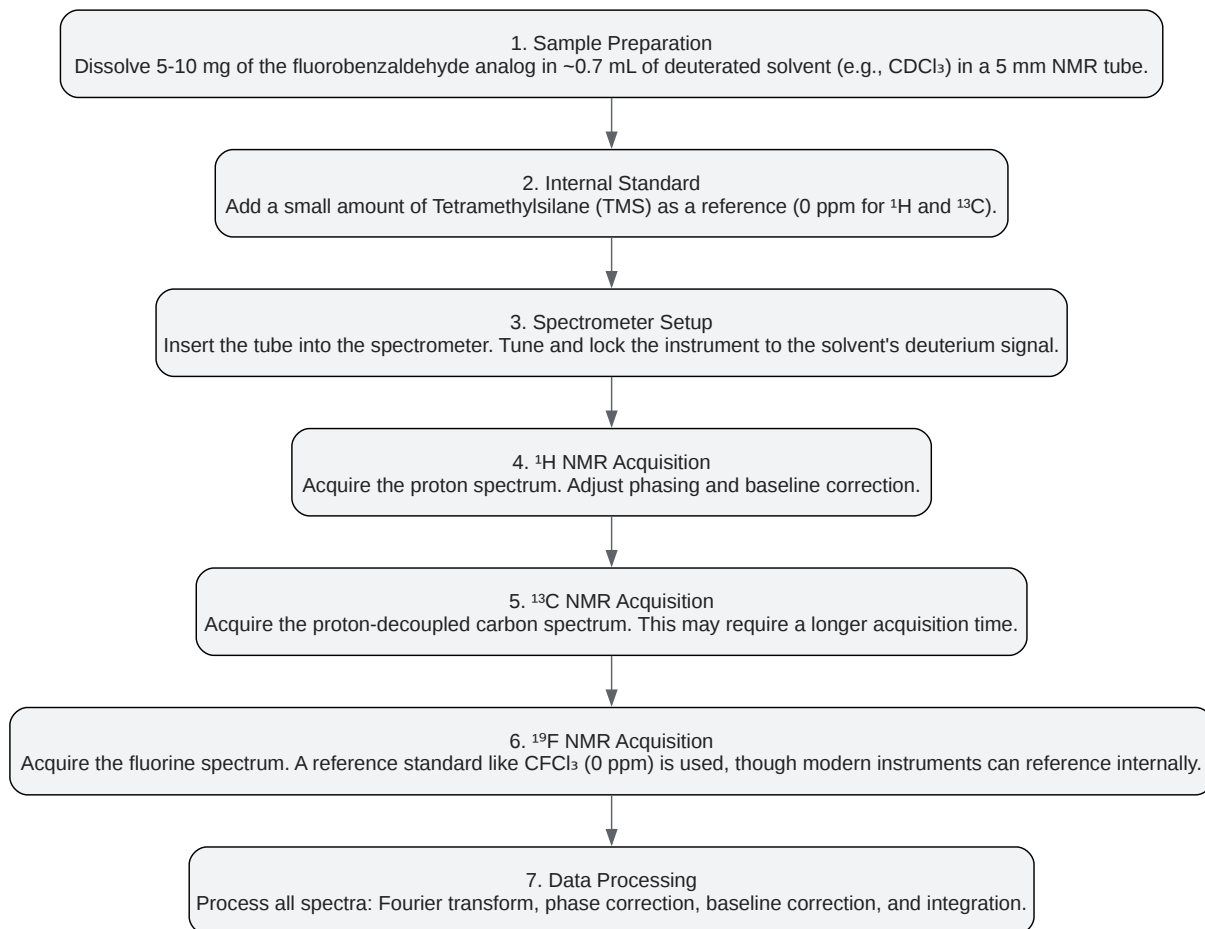 1. Sample Preparation
Dissolve 5-10 mg of the fluorobenzaldehyde analog in ~0.7 mL of deuterated solvent (e.g., CDCl₃) in a 5 mm NMR tube.
2. Internal Standard
Add a small amount of Tetramethylsilane (TMS) as a reference (0 ppm for ¹H and ¹³C).
3. Spectrometer Setup
Insert the tube into the spectrometer. Tune and lock the instrument to the solvent's deuterium signal.
4. ¹H NMR Acquisition
Acquire the proton spectrum. Adjust phasing and baseline correction.
5. ¹³C NMR Acquisition
Acquire the proton-decoupled carbon spectrum. This may require a longer acquisition time.
6. ¹⁹F NMR Acquisition
Acquire the fluorine spectrum. A reference standard like CFCl₃ (0 ppm) is used, though modern instruments can reference internally.
7. Data Processing
Process all spectra: Fourier transform, phase correction, baseline correction, and integration.